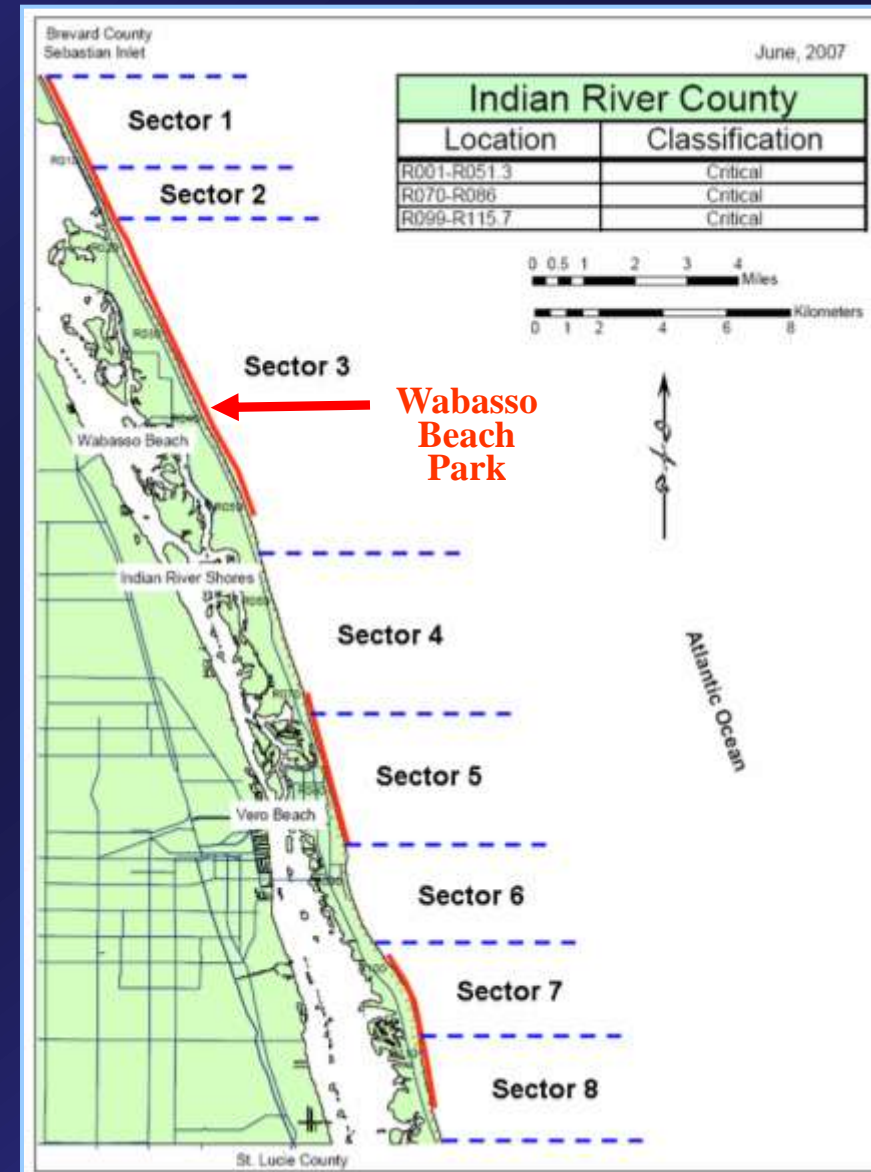 Brevard County
Sebastian Inlet
June, 2007
Indian River County
Location Classification
R001-R051.3 Critical
R070-R086 Critical
R099-R115.7 Critical
0 0.5 1 2 3 4
Miles
Kilometers
0 1 2 4 6 8
Sector 1
Sector 2
Sector 3
Wabasso
Beach
Park
Wabasso Beach
Indian River Shores
Sector 4
R070
Atlantic Ocean
Sector 5
Vero Beach
Sector 6
Sector 7
Sector 8
St. Lucie County